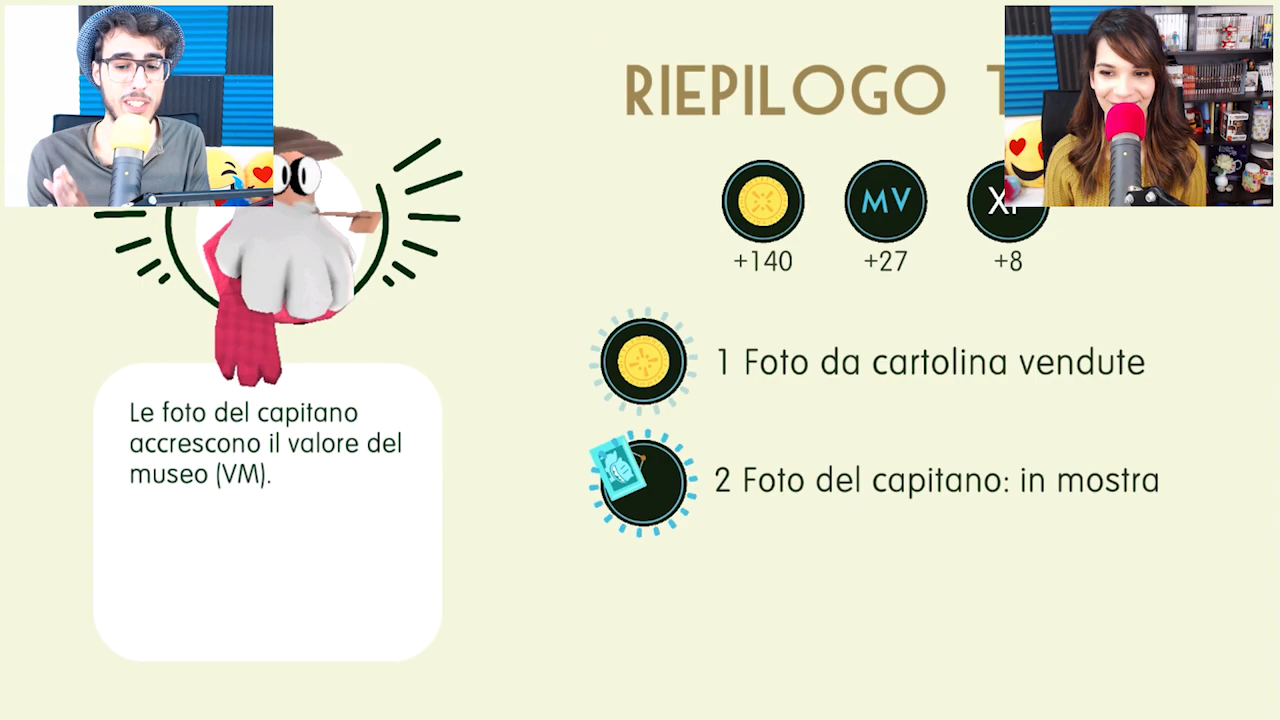 RIEPILOGO
MV
+140
+27
+8
1 Foto da cartolina vendute
2 Foto del capitano: in mostra
Le foto del capitano
accrescono il valore del
museo (VM).